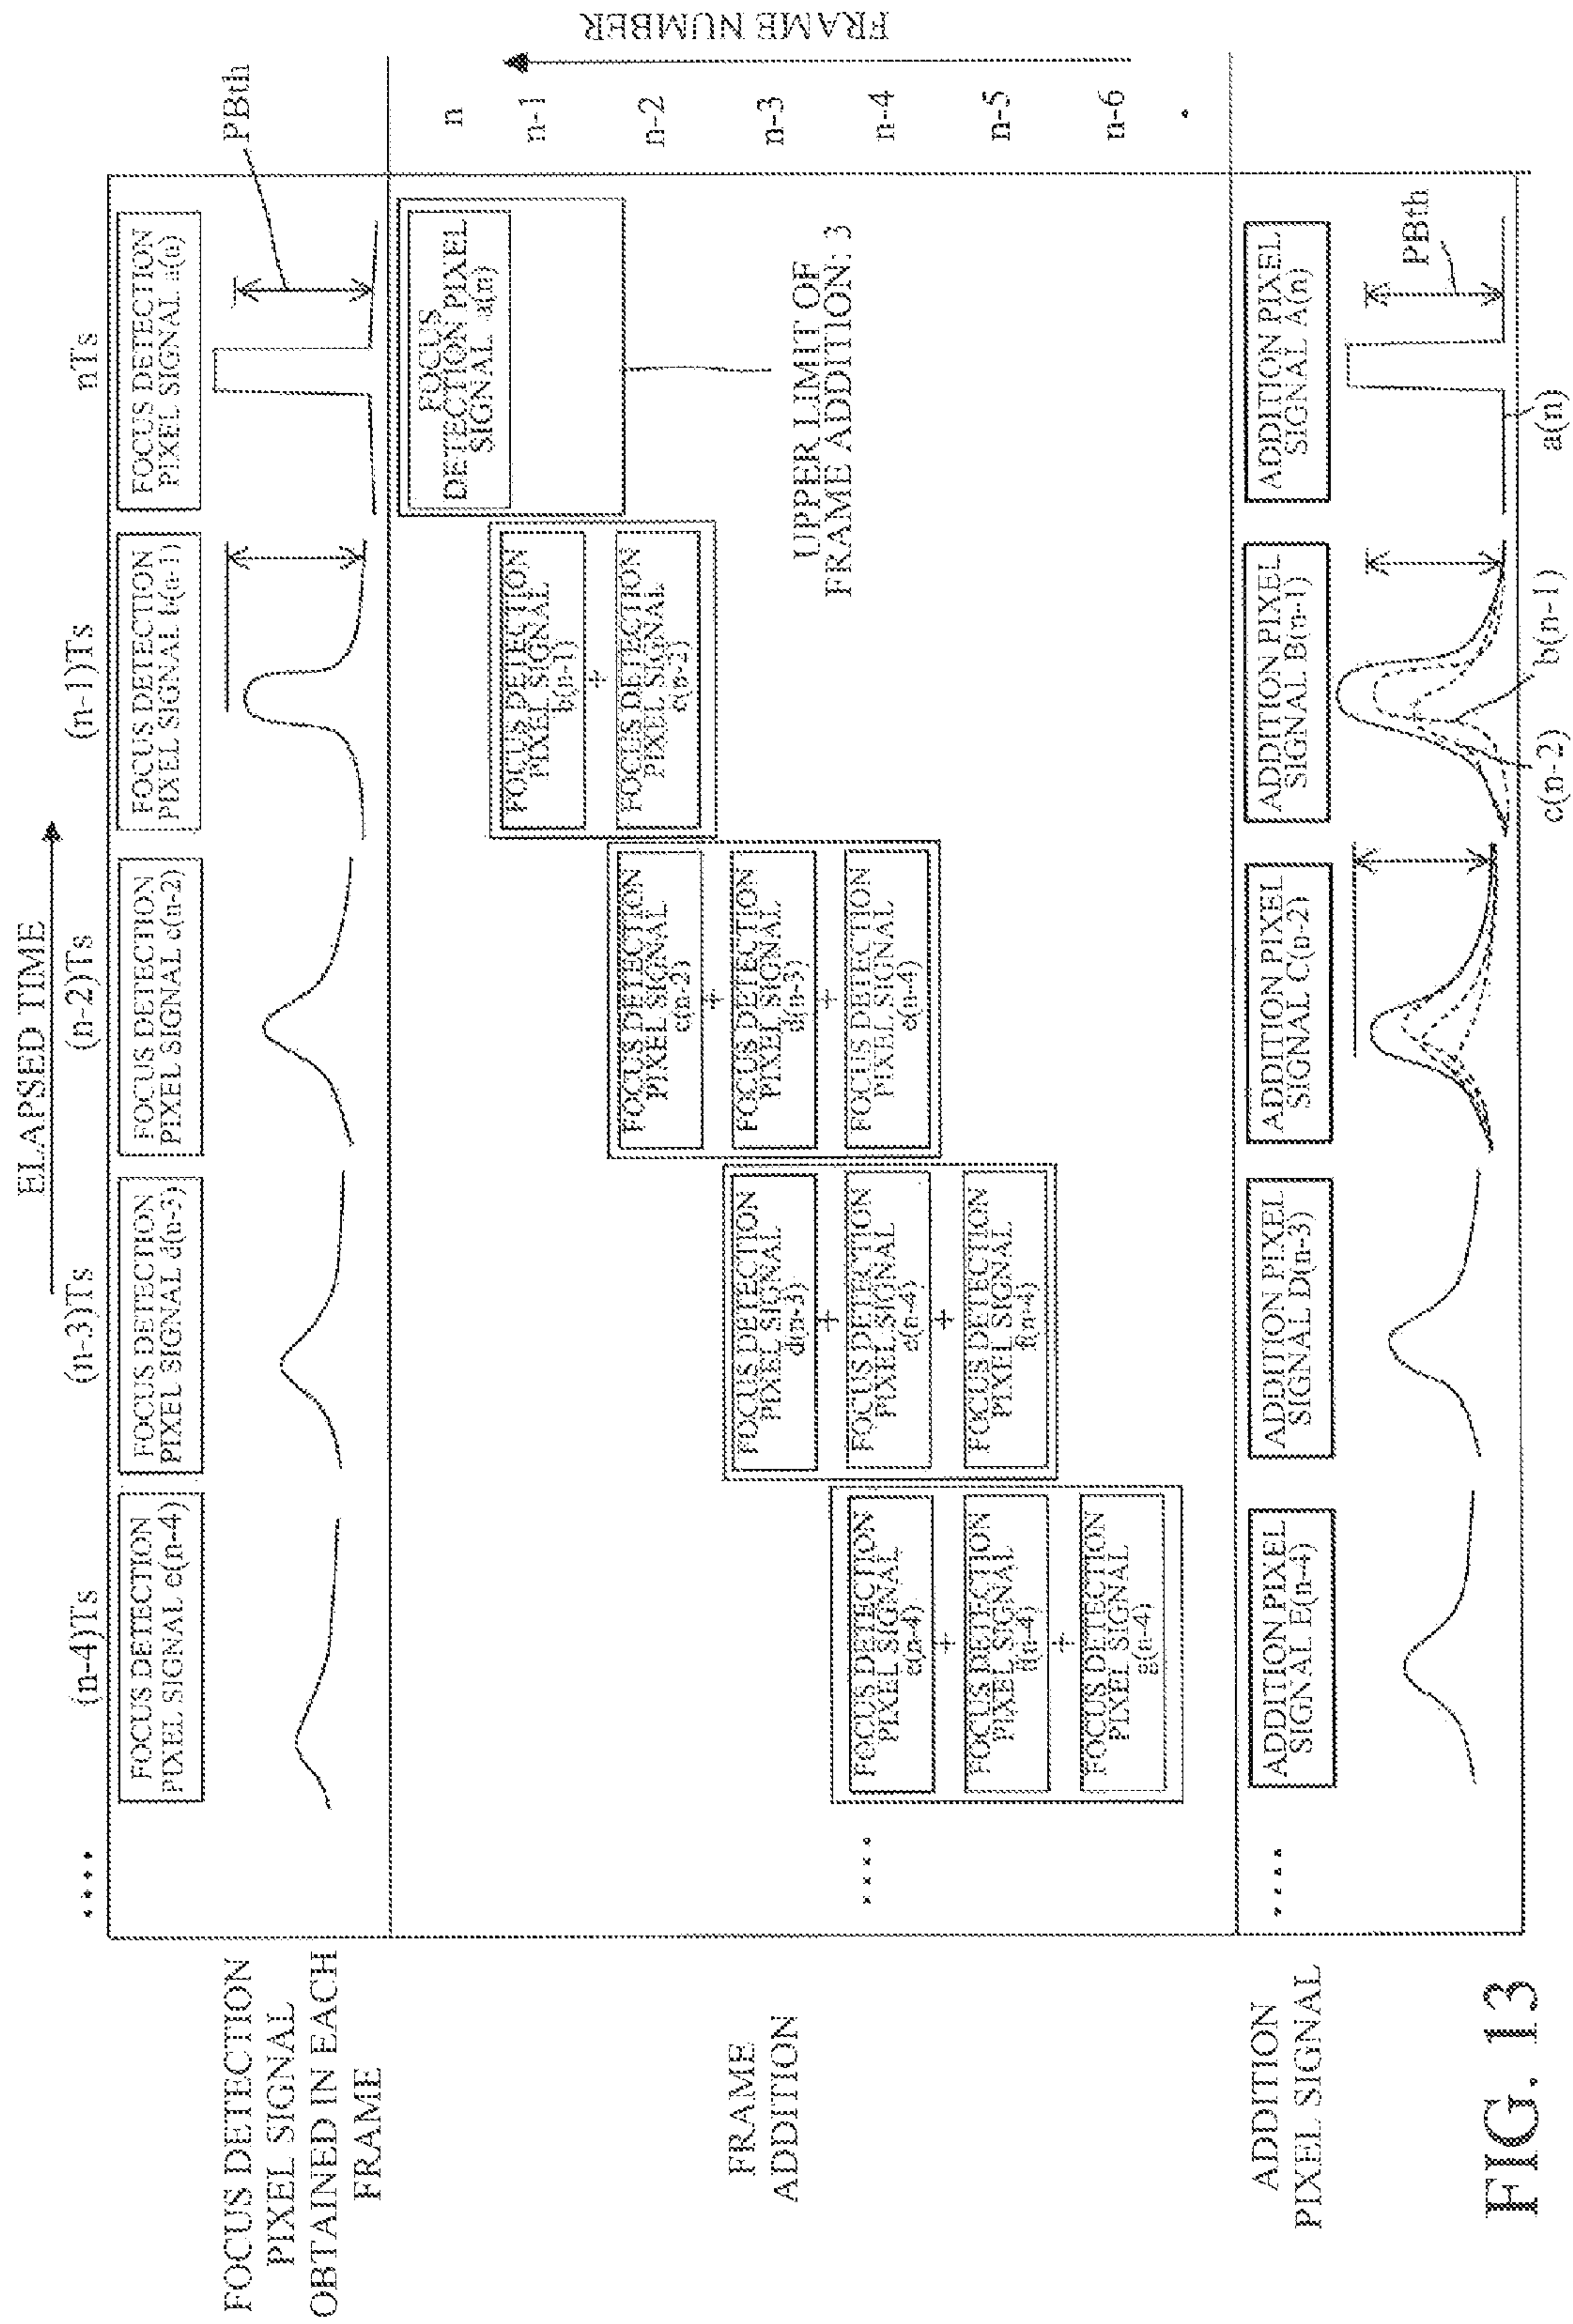 ELAPSED TIME
....
(n-4)Ts
(n-3)Ts
(n-2)Ts
(n-1)Ts
nTs
FOCUS DETECTION
PIXEL SIGNAL
OBTAINED IN EACH
FRAME
FOCUS DETECTION
PIXEL SIGNAL e(n-4)
FOCUS DETECTION
PIXEL SIGNAL d(n-3)
FOCUS DETECTION
PIXEL SIGNAL c(n-2)
FOCUS DETECTION
PIXEL SIGNAL b(n-1)
FOCUS DETECTION
PIXEL SIGNAL a(n)
PBth
FRAME
ADDITION
....
FOCUS DETECTION
PIXEL SIGNAL
e(n-4)
+
FOCUS DETECTION
PIXEL SIGNAL
f(n-4)
+
FOCUS DETECTION
PIXEL SIGNAL
g(n-4)
FOCUS DETECTION
PIXEL SIGNAL
d(n-3)
+
FOCUS DETECTION
PIXEL SIGNAL
e(n-4)
+
FOCUS DETECTION
PIXEL SIGNAL
f(n-4)
FOCUS DETECTION
PIXEL SIGNAL
c(n-2)
+
FOCUS DETECTION
PIXEL SIGNAL
(n-3)
+
FOCUS DETECTION
PIXEL SIGNAL
e(n-4)
FOCUS DETECTION
PIXEL SIGNAL
b(n-1)
+
FOCUS DETECTION
PIXEL SIGNAL
c(n-2)
FOCUS
DETECTION PIXEL
SIGNAL a(n)
UPPER LIMIT OF
FRAME ADDITION: 3
n
n-1
n-2
n-3
n-4
n-5
n-6
.
FRAME NUMBER
ADDITION
PIXEL SIGNAL
....
ADDITION PIXEL
SIGNAL E(n-4)
ADDITION PIXEL
SIGNAL D(n-3)
ADDITION PIXEL
SIGNAL C(n-2)
ADDITION PIXEL
SIGNAL B(n-1)
ADDITION PIXEL
SIGNAL A(n)
PBth
c(n-2)
b(n-1)
a(n)
FIG. 13